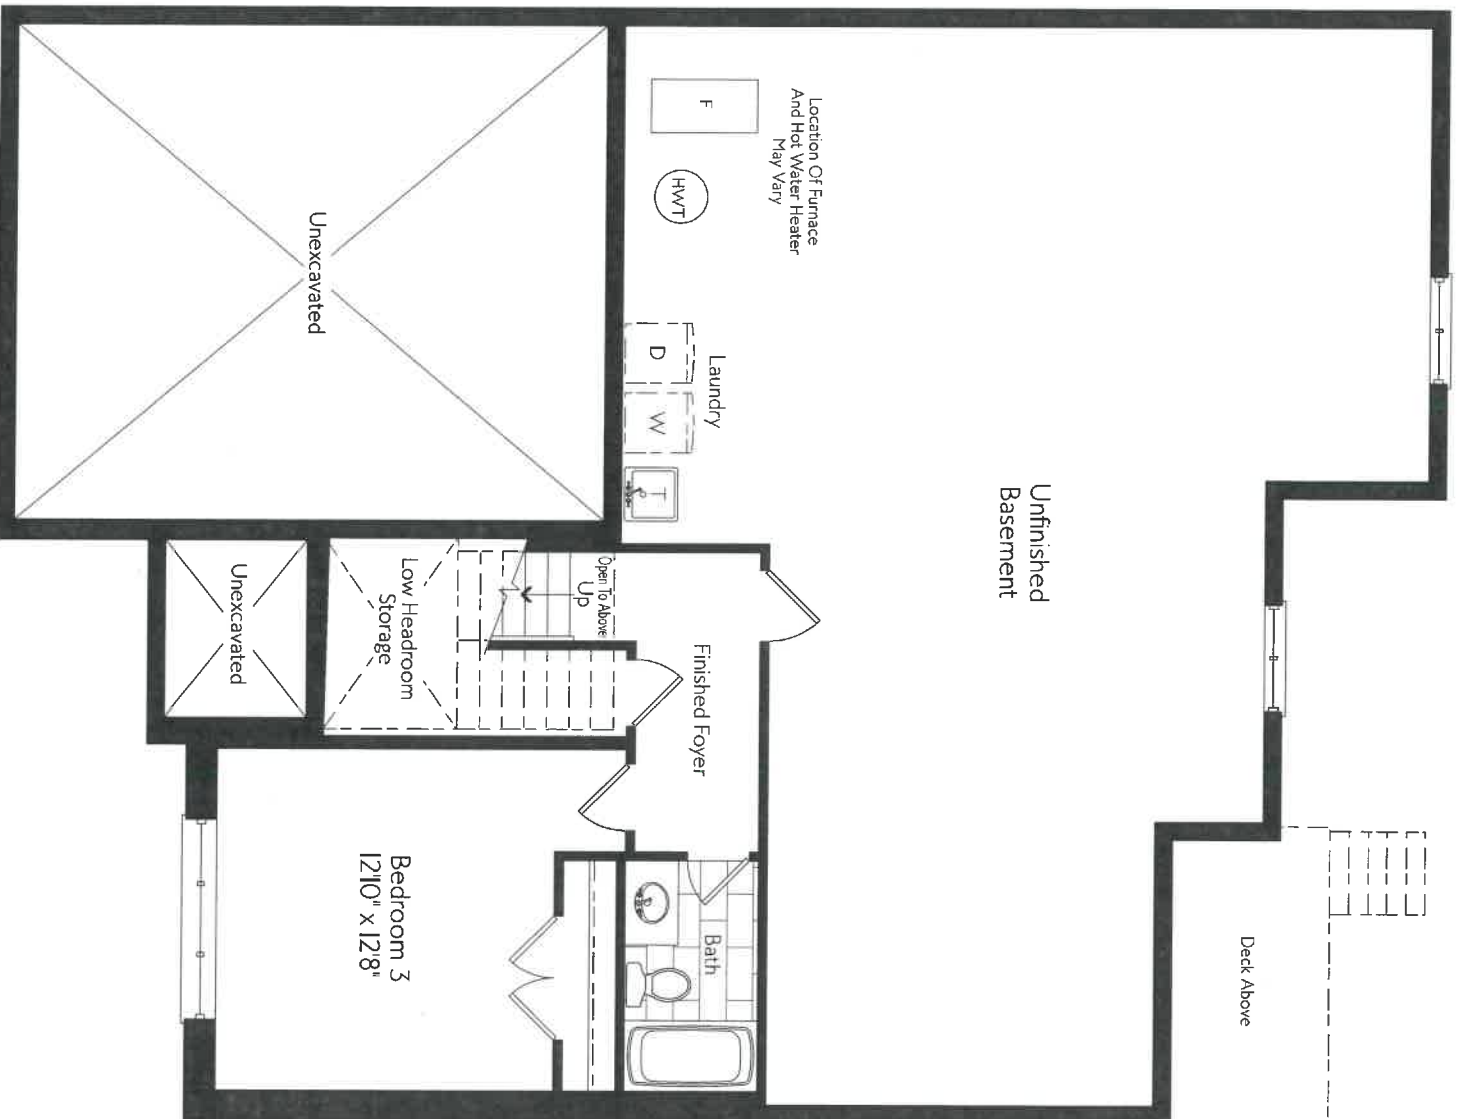 Location Of Furnace
And Hot Water Heater
May Vary
F
HWT
Laundry
D
W
T
Unfinished
Basement
Unexcavated
Open To Above
Up
Low Headroom
Storage
Unexcavated
Finished Foyer
Bath
Bedroom 3
12'10" x 12'8"
Deck Above